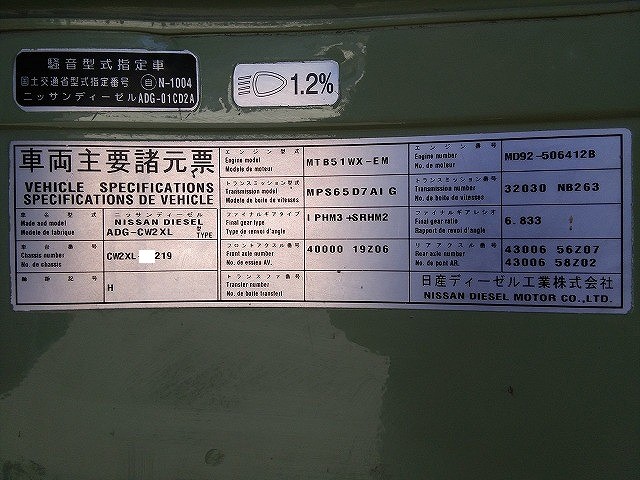 騒音型式指定車
国土交通省型式指定番号 自 N-1004
ニッサンディーゼル ADG-01CD2A
1.2%
車両主要諸元票
VEHICLE SPECIFICATIONS
SPECIFICATIONS DE VEHICLE
車名型式
Make and model
Modele de fabrique
ニッサンディーゼル
NISSAN DIESEL
ADG-CW2XL 型 TYPE
車台番号
Chassis number
No. de chassis
CW2XL- 219
H
エンジン型式
Engine model
Modele de moteur
MTB51WX-EM
トランスミッション型式
Transmission model
Modele de boite de vitesses
MPS65D7AIG
ファイナルギアタイプ
Final gear type
Type de renvoi d'angle
IPHM3+SRHM2
フロントアクスル番号
Front axle number
No. de essieu AV.
40000 19Z06
トランスファ番号
Transfer number
No. de boite transfert
エンジン番号
Engine number
No. de moteur
MD92-506412B
トランスミッション番号
Transmission number
No. de boite de vitesses
32030 NB263
ファイナルギアレシオ
Final gear ratio
Rapport de renvoi d'angle
6.833
リアアクスル番号
Rear axle number
No. de pont AR.
43006 56Z07
43006 58Z02
日産ディーゼル工業株式会社
NISSAN DIESEL MOTOR CO.,LTD.